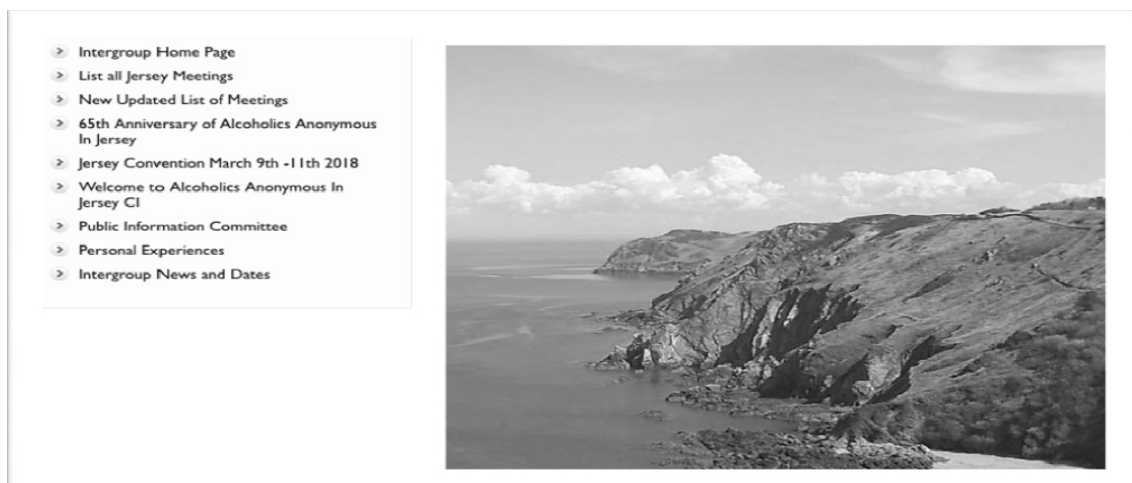 Intergroup Home Page
List all Jersey Meetings
New Updated List of Meetings
65th Anniversary of Alcoholics Anonymous
In Jersey
Jersey Convention March 9th -11th 2018
Welcome to Alcoholics Anonymous In
Jersey CI
Public Information Committee
Personal Experiences
Intergroup News and Dates